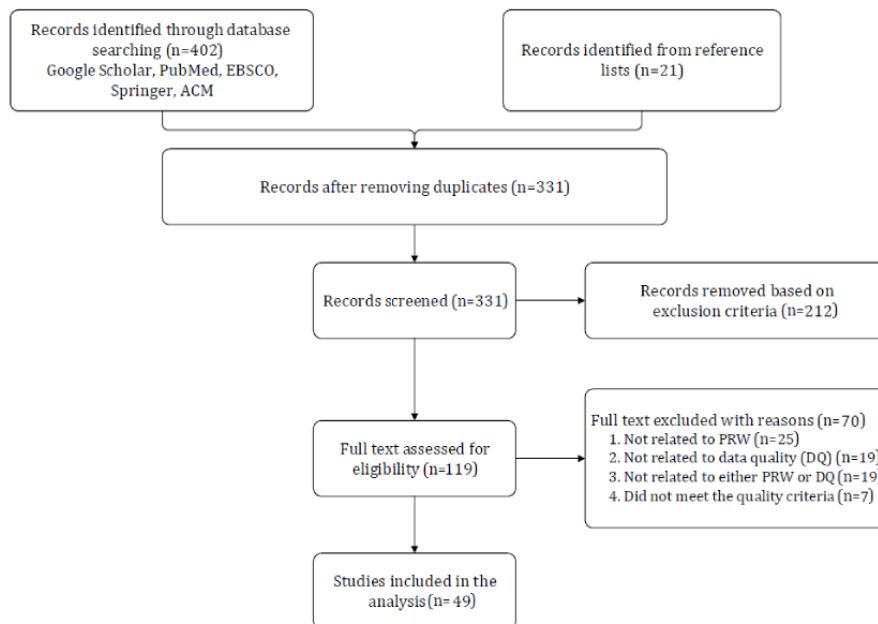 Records identified through database
searching (n=402)
Google Scholar, PubMed, EBSCO,
Springer, ACM
Records identified from reference
lists (n=21)
Records after removing duplicates (n=331)
Records screened (n=331)
Records removed based on
exclusion criteria (n=212)
Full text assessed for
eligibility (n=119)
Full text excluded with reasons (n=70)
1. Not related to PRW (n=25)
2. Not related to data quality (DQ) (n=19)
3. Not related to either PRW or DQ (n=19)
4. Did not meet the quality criteria (n=7)
Studies included in the
analysis (n= 49)